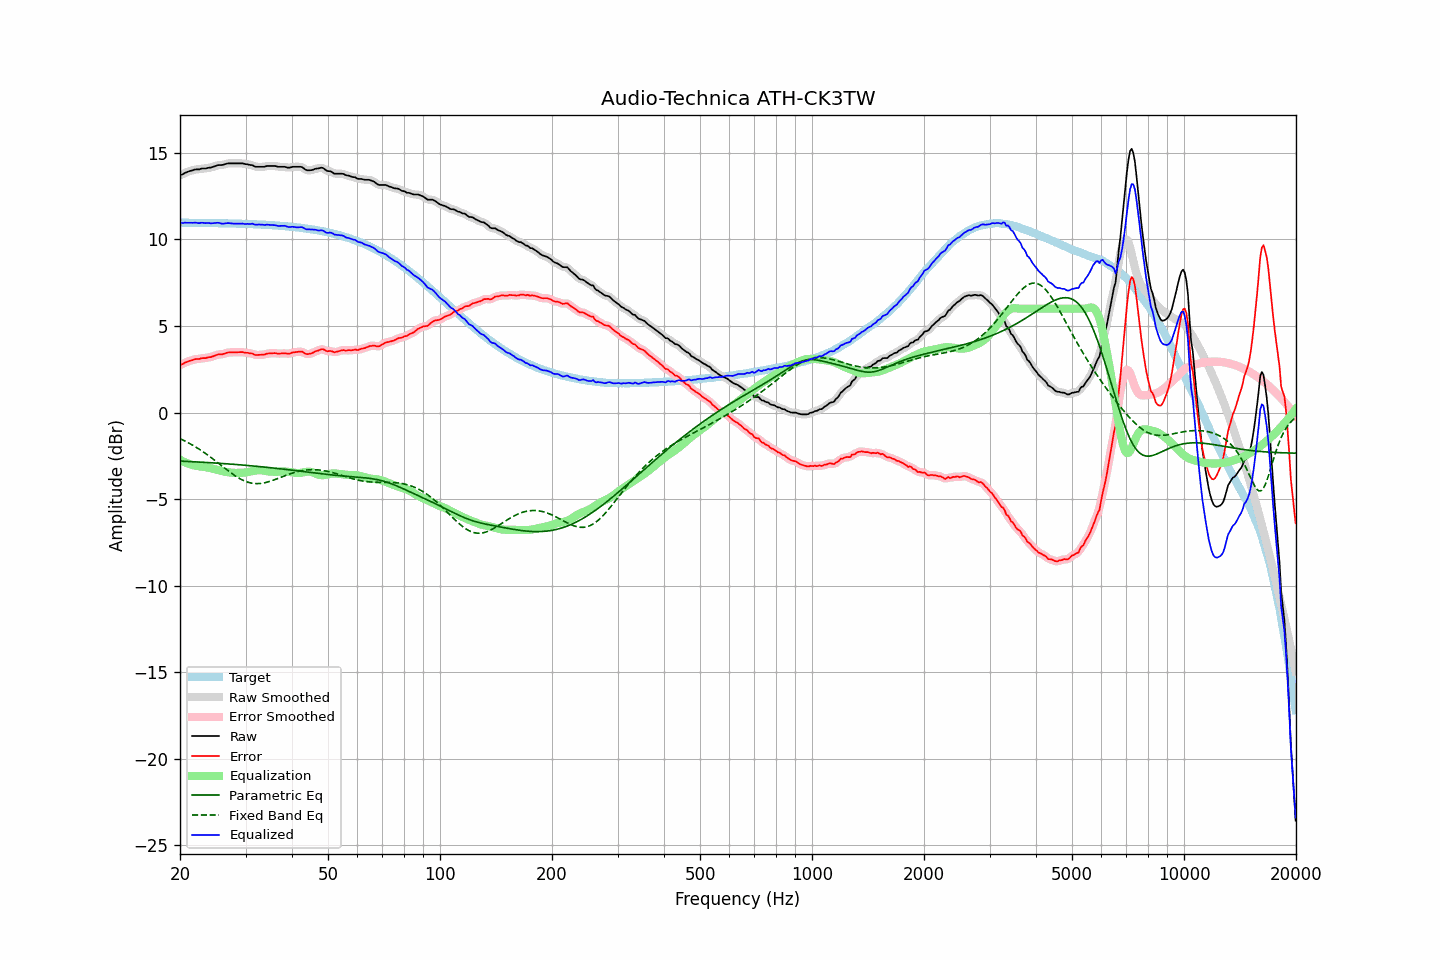 Audio-Technica ATH-CK3TW
Amplitude (dBr)
15
10
5
0
−5
−10
−15
−20
−25
Target
Raw Smoothed
Error Smoothed
Raw
Error
Equalization
Parametric Eq
Fixed Band Eq
Equalized
20 50 100 200 500 1000 2000 5000 10000 20000
Frequency (Hz)